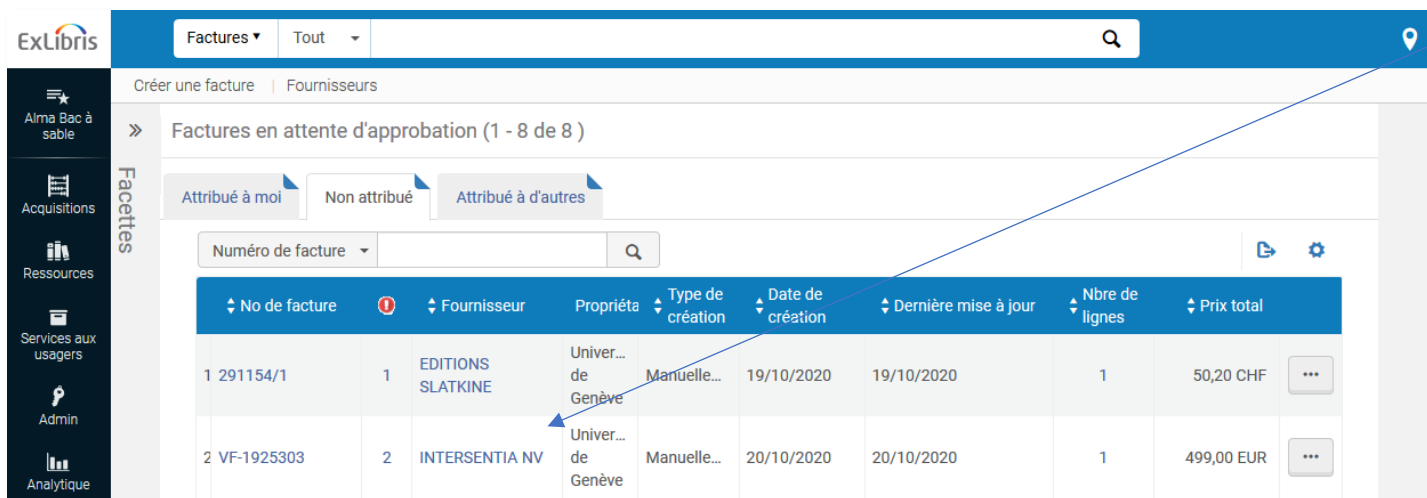 ExLibris
Factures Tout
Créer une facture | Fournisseurs
Alma Bac à
sable
Factures en attente d'approbation (1 - 8 de 8 )
Facettes
Acquisitions
Attribué à moi Non attribué Attribué à d'autres
Numéro de facture
Ressources
No de facture Fournisseur Propriéta Type de
création Date de
création Dernière mise à jour Nbre de
lignes Prix total
Services aux
usagers
1 291154/1 1 EDITIONS
SLATKINE Univer...
de
Genève Manuelle... 19/10/2020 19/10/2020 1 50,20 CHF ...
Admin
2 VF-1925303 2 INTERSENTIA NV Univer...
de
Genève Manuelle... 20/10/2020 20/10/2020 1 499,00 EUR ...
Analytique